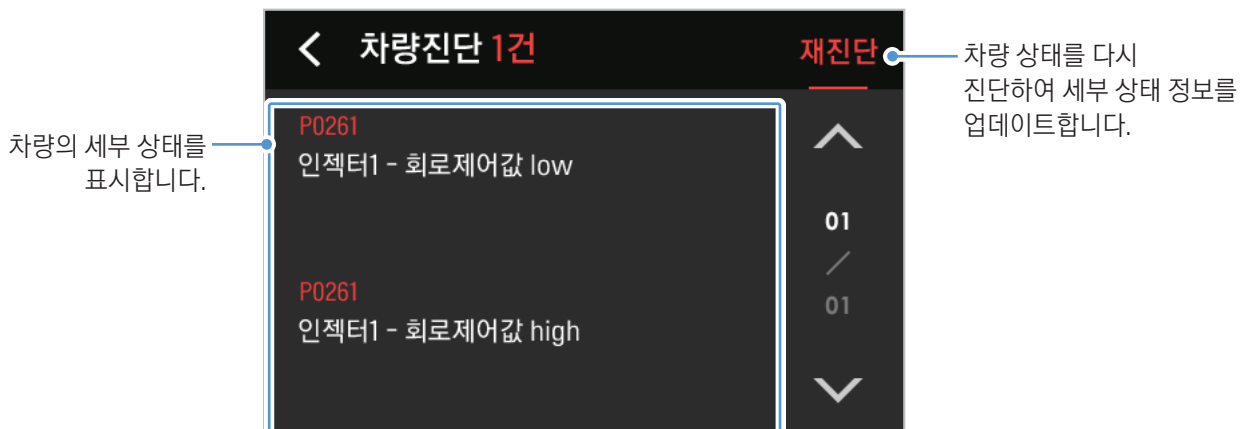 차량진단 1건
재진단
차량 상태를 다시
진단하여 세부 상태 정보를
업데이트합니다.
차량의 세부 상태를
표시합니다.
P0261
인젝터1 - 회로제어값 low
P0261
인젝터1 - 회로제어값 high
01
/
01